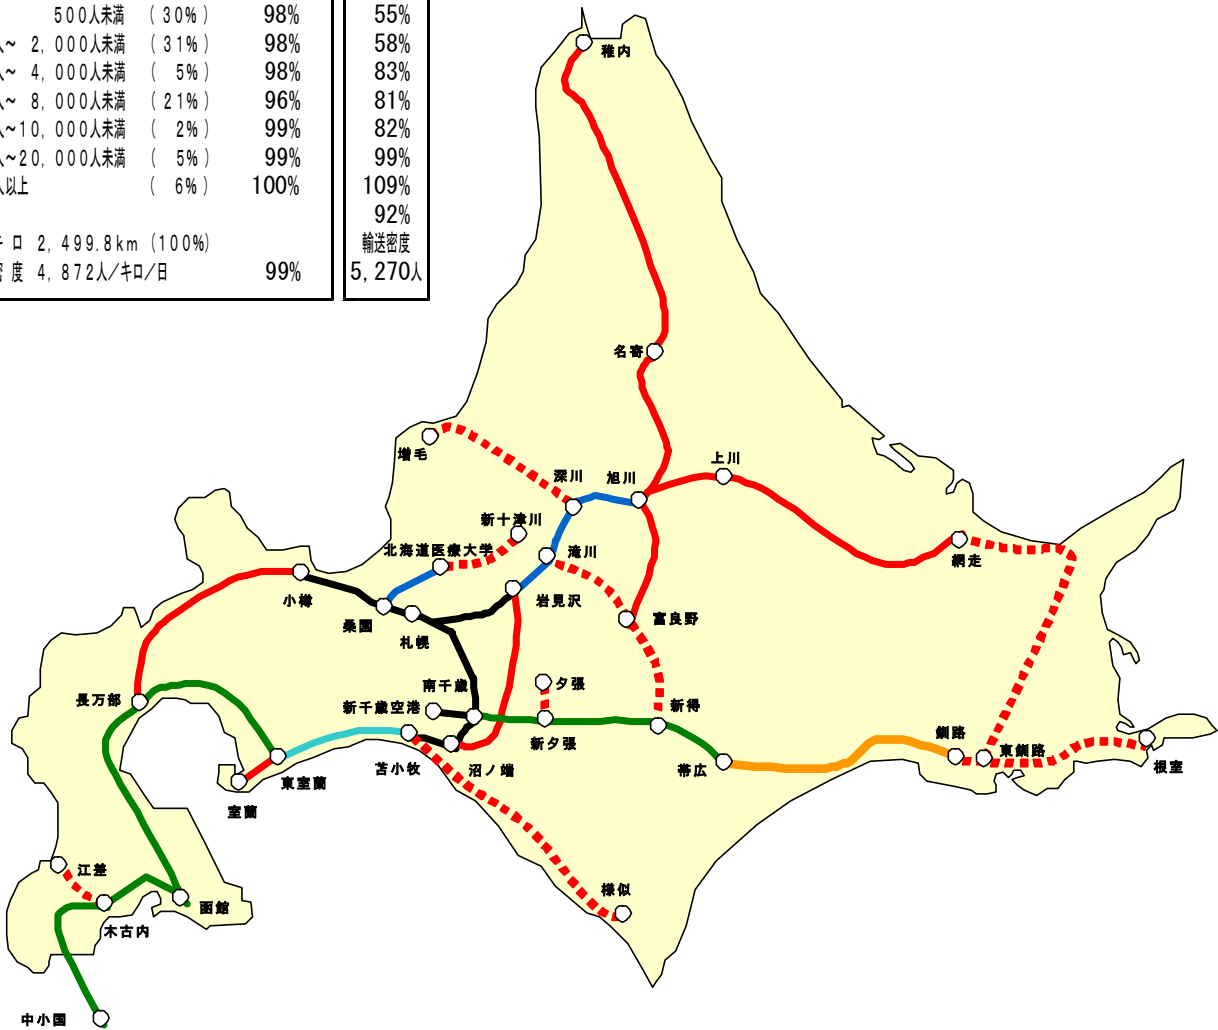 500人未満 (30%) 98% 55%
人~ 2,000人未満 (31%) 98% 58%
人~ 4,000人未満 ( 5%) 98% 83%
人~ 8,000人未満 (21%) 96% 81%
人~10,000人未満 ( 2%) 99% 82%
人~20,000人未満 ( 5%) 99% 99%
人以上 ( 6%) 100% 109%
92%
キロ 2,499.8km (100%) 輸送密度
密度 4,872人/キロ/日 99% 5,270人
稚内
名寄
増毛
上川
深川
旭川
新十津川
北海道医療大学
滝川
網走
小樽
桑園
岩見沢
札幌
富良野
南千歳
夕張
長万部
新千歳空港
新得
釧路
新夕張
東釧路
苫小牧
沼ノ端
帯広
根室
東室蘭
室蘭
江差
様似
函館
木古内
中小国